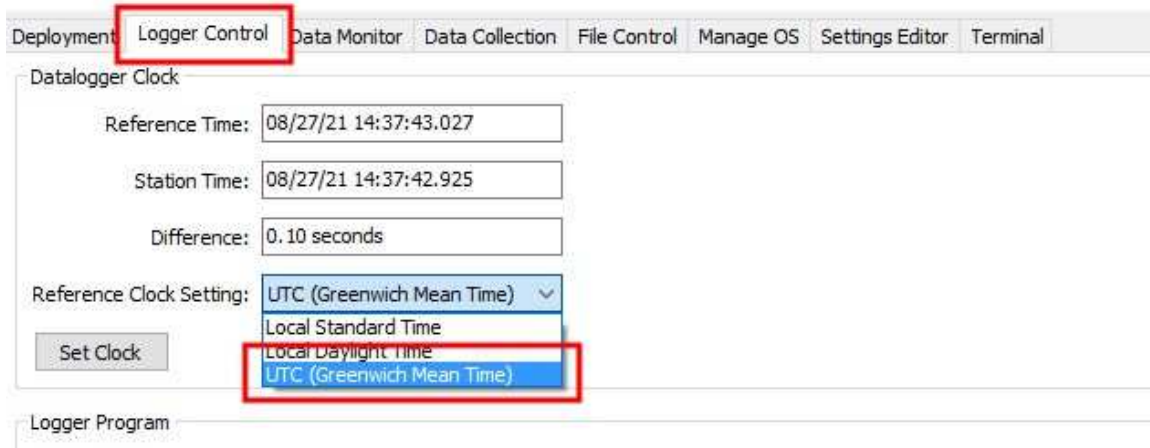 Deployment Logger Control Data Monitor Data Collection File Control Manage OS Settings Editor Terminal
Datalogger Clock
Reference Time: 08/27/21 14:37:43.027
Station Time: 08/27/21 14:37:42.925
Difference: 0.10 seconds
Reference Clock Setting: UTC (Greenwich Mean Time)
Local Standard Time
Set Clock Local Daylight Time
UTC (Greenwich Mean Time)
Logger Program